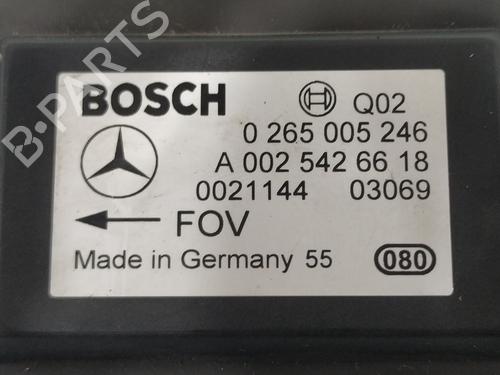 BOSCH Q02
0 265 005 246
A 002 542 66 18
0021144 03069
FOV
Made in Germany 55 080
B-PARTS